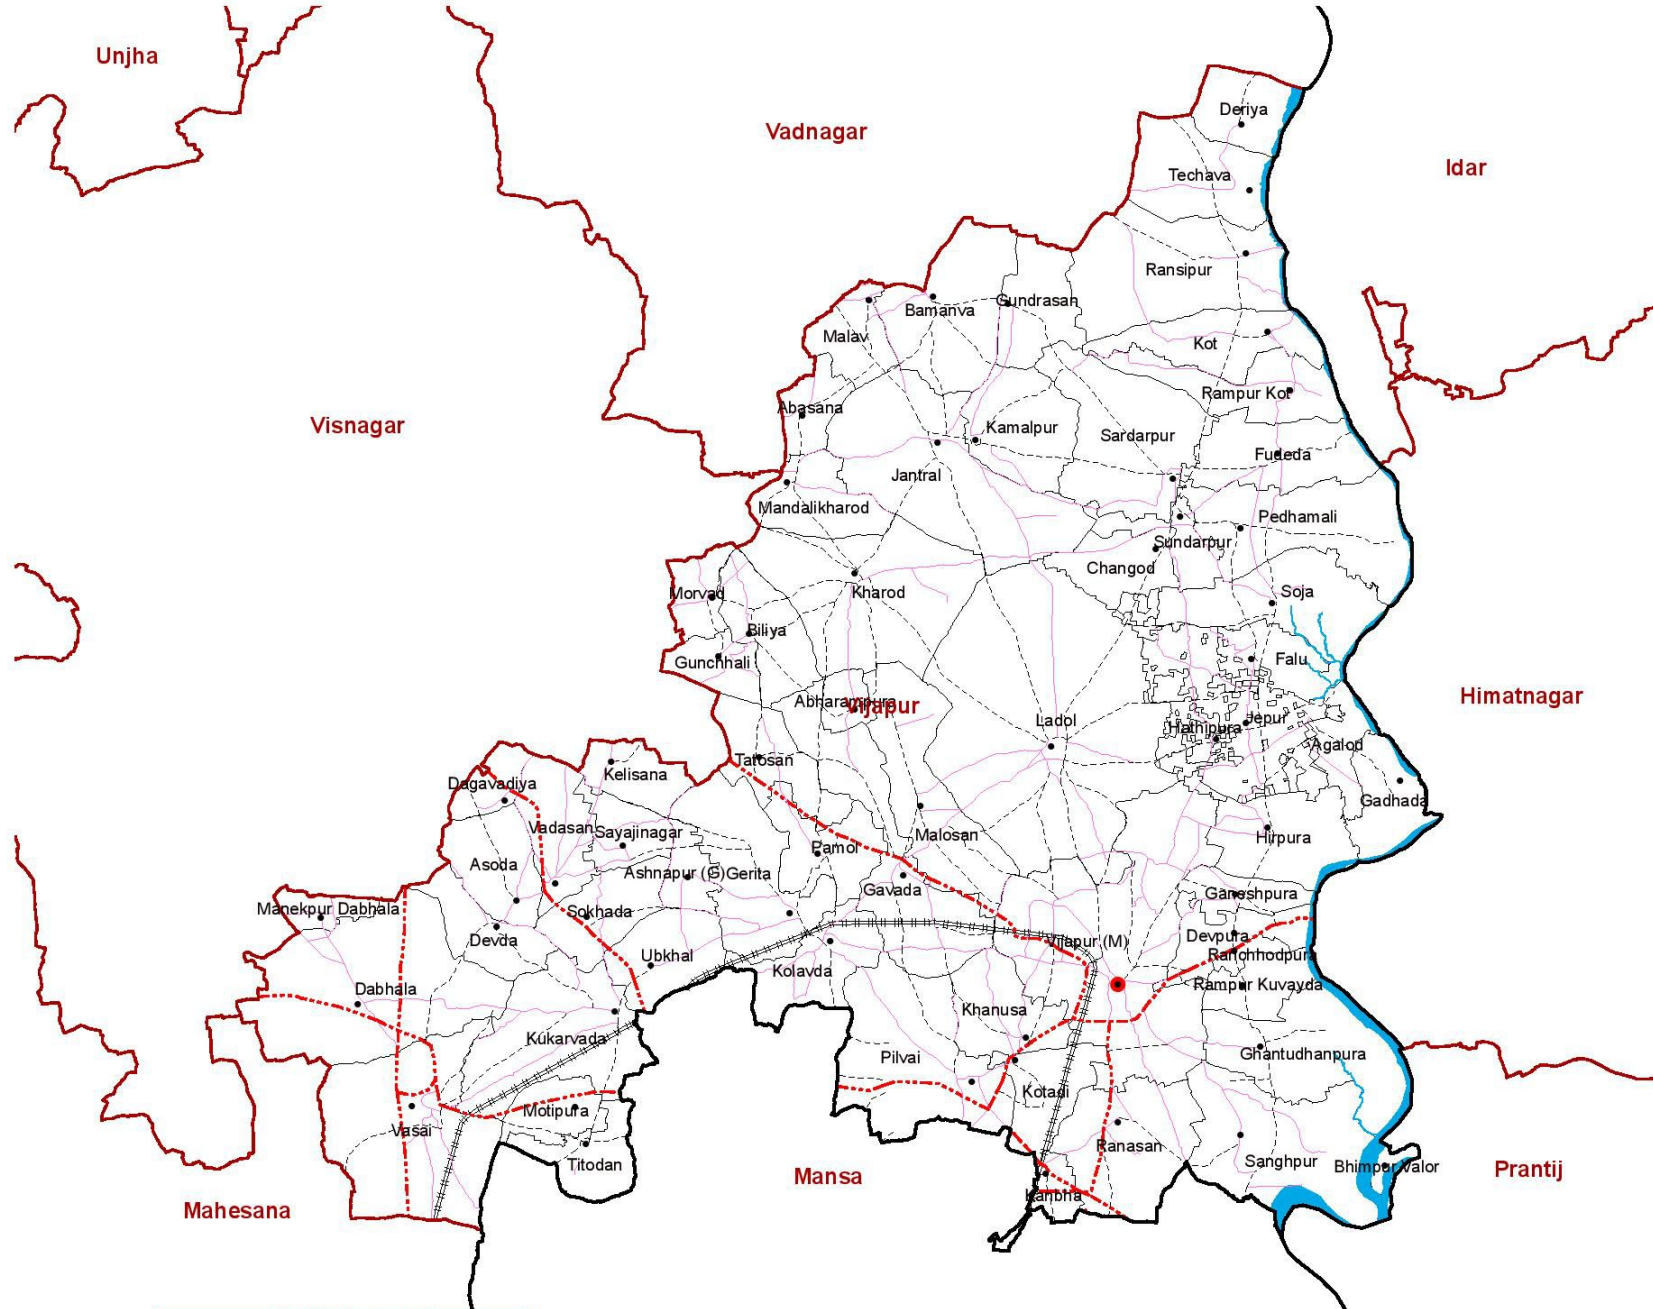 Unjha
Deriya
Vadnagar
Idar
Techava
Ransipur
Gundrasan
Bamanva
Malav
Kot
Rampur Kot
Abasana
Visnagar
Kamalpur
Sardarpur
Fudeda
Jantral
Mandalikharod
Pedhamali
Sundarpur
Changod
Morvad
Kharod
Soja
Biliya
Gunchhali
Falu
Abharampura
Vijapur
Himatnagar
Ladol
Jepur
Hathipura
Agalod
Tatosan
Kelisana
Dagavadiya
Gadhada
Vadasan
Sayajinagar
Malosan
Hirpura
Pamol
Asoda
Ashnapur (G)
Gerita
Gavada
Ganeshpura
Manekpur Dabhala
Sokhada
Devda
Vijapur (M)
Devpura
Ranchhodpura
Ubkhal
Kolavda
Dabhala
Rampur Kuvayda
Khanusa
Kukarvada
Pilvai
Ghantudhanpura
Kotadi
Motipura
Vasai
Ranasan
Titodan
Sanghpur
Bhimpur
Valor
Mansa
Prantij
Kanbha
Mahesana